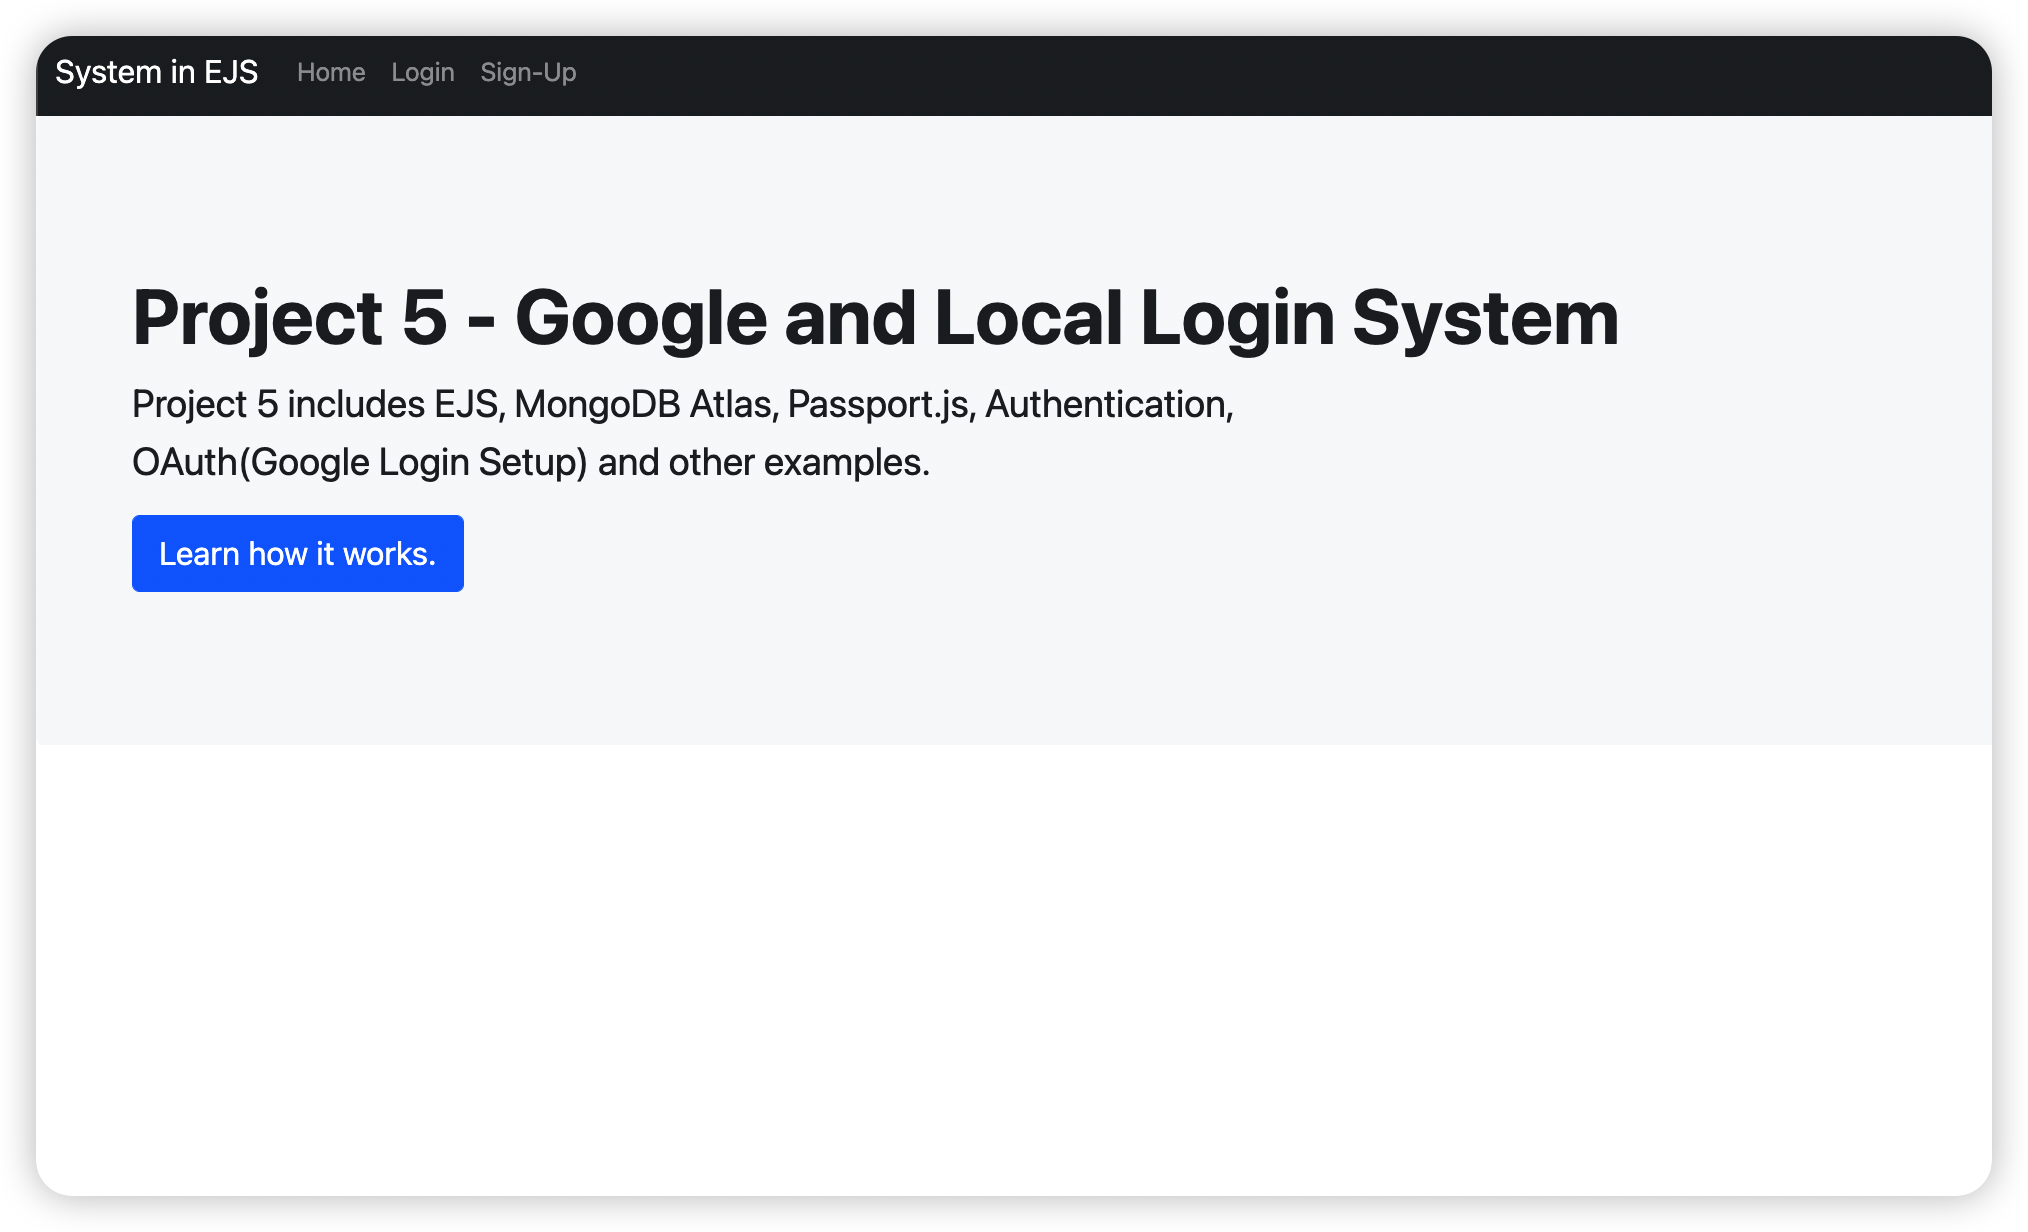 System in EJS Home Login Sign-Up
Project 5 - Google and Local Login System
Project 5 includes EJS, MongoDB Atlas, Passport.js, Authentication,
OAuth(Google Login Setup) and other examples.
Learn how it works.